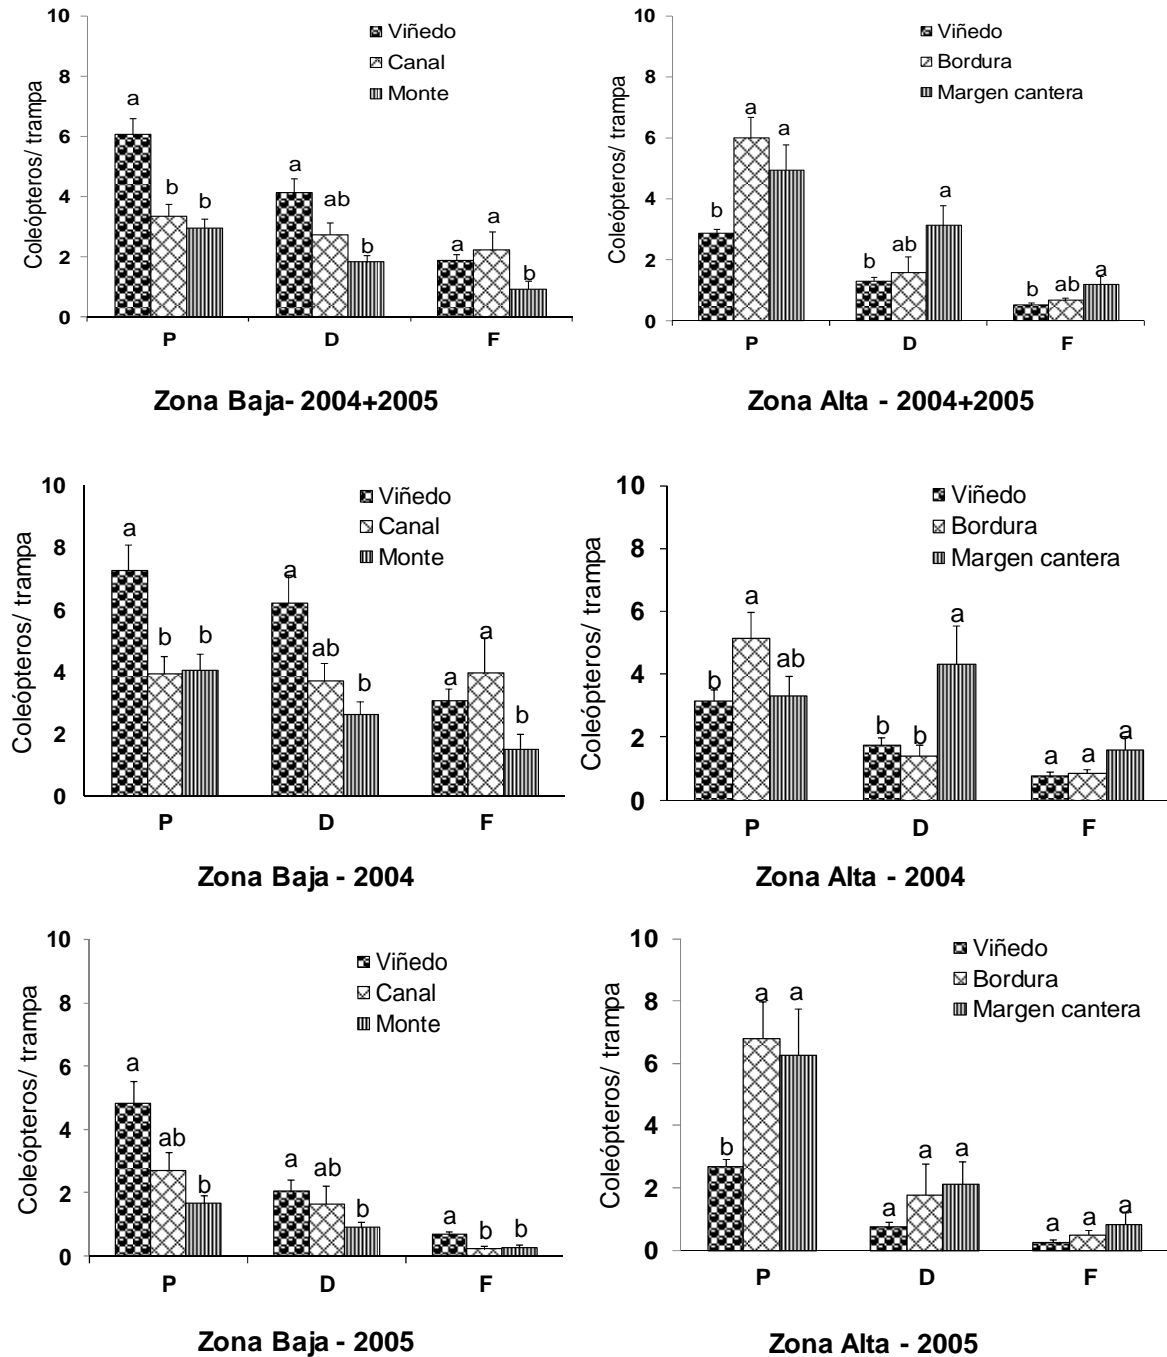 Coleópteros/ trampa
10
8
6
4
2
0
Viñedo
Canal
Monte
a
b
b
a
ab
b
a
a
b
P
D
F
Zona Baja- 2004+2005
Coleópteros/ trampa
10
8
6
4
2
0
Viñedo
Bordura
Margen cantera
b
a
a
b
ab
a
b
ab
a
P
D
F
Zona Alta - 2004+2005
Coleópteros/ trampa
10
8
6
4
2
0
Viñedo
Canal
Monte
a
b
b
a
ab
b
a
a
b
P
D
F
Zona Baja - 2004
Coleópteros/ trampa
10
8
6
4
2
0
Viñedo
Bordura
Margen cantera
b
a
ab
b
b
a
a
a
a
P
D
F
Zona Alta - 2004
Coleópteros/ trampa
10
8
6
4
2
0
Viñedo
Canal
Monte
a
ab
b
a
ab
b
a
b
b
P
D
F
Zona Baja - 2005
Coleópteros/ trampa
10
8
6
4
2
0
Viñedo
Bordura
Margen cantera
b
a
a
a
a
a
a
a
a
P
D
F
Zona Alta - 2005